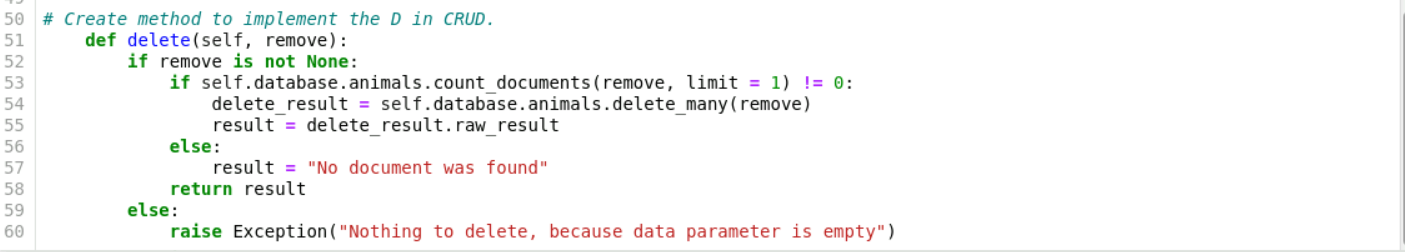 50 # Create method to implement the D in CRUD.
51     def delete(self, remove):
52         if remove is not None:
53             if self.database.animals.count_documents(remove, limit = 1) != 0:
54                 delete_result = self.database.animals.delete_many(remove)
55                 result = delete_result.raw_result
56             else:
57                 result = "No document was found"
58             return result
59         else:
60             raise Exception("Nothing to delete, because data parameter is empty")